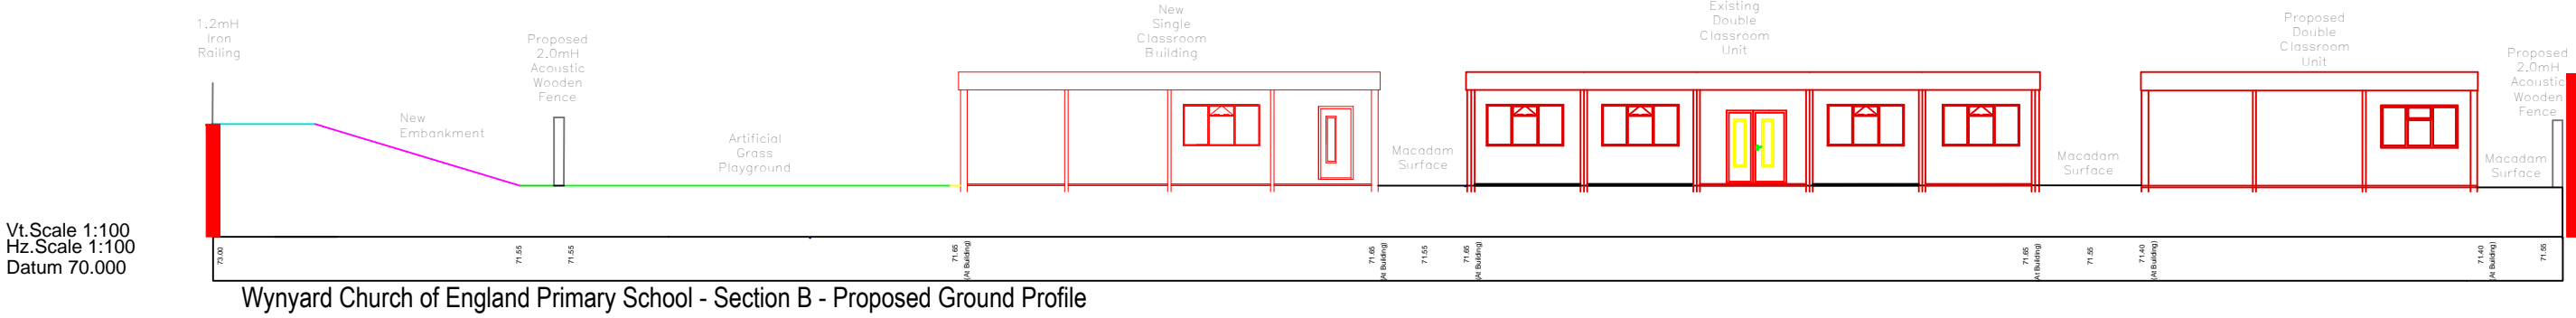 1.2mH
Iron
Railing
New
Embankment
Proposed
2.0mH
Acoustic
Wooden
Fence
Artificial
Grass
Playground
New
Single
Classroom
Building
Macadam
Surface
Existing
Double
Classroom
Unit
Macadam
Surface
Proposed
Double
Classroom
Unit
Macadam
Surface
Proposed
2.0mH
Acoustic
Wooden
Fence
Vt.Scale 1:100
Hz.Scale 1:100
Datum 70.000
73.00
71.55
71.55
71.65
(At Building)
71.65
(At Building)
71.55
71.65
(At Building)
71.65
(At Building)
71.55
71.40
(At Building)
71.40
(At Building)
71.55
Wynyard Church of England Primary School - Section B - Proposed Ground Profile